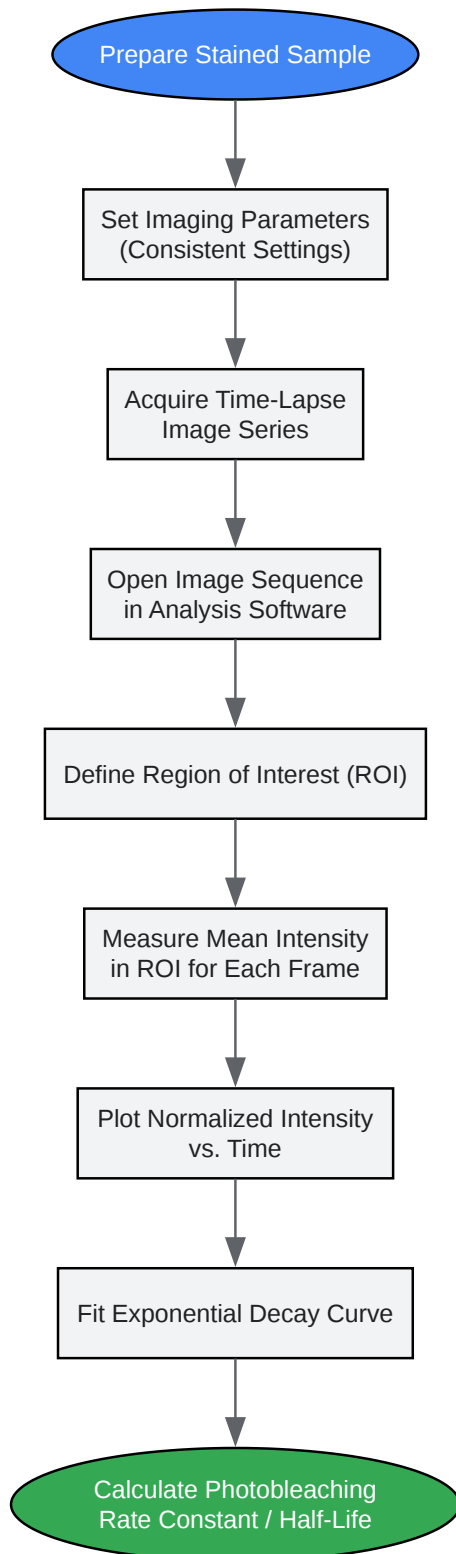 Prepare Stained Sample
Set Imaging Parameters
(Consistent Settings)
Acquire Time-Lapse
Image Series
Open Image Sequence
in Analysis Software
Define Region of Interest (ROI)
Measure Mean Intensity
in ROI for Each Frame
Plot Normalized Intensity
vs. Time
Fit Exponential Decay Curve
Calculate Photobleaching
Rate Constant / Half-Life